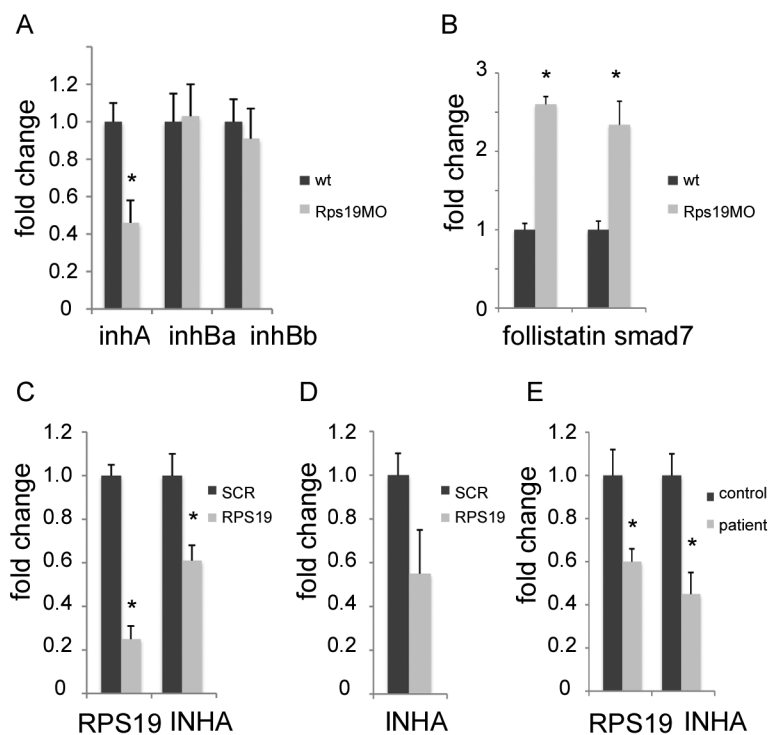 A
fold change
1.2
1.0
0.8
0.6
0.4
0.2
0
*
inhA inhBa inhBb
wt
Rps19MO
B
fold change
3
2
1
0
* *
follistatin smad7
wt
Rps19MO
C
fold change
1.2
1.0
0.8
0.6
0.4
0.2
0
*
*
RPS19 INHA
SCR
RPS19
D
fold change
1.2
1.0
0.8
0.6
0.4
0.2
0
INHA
SCR
RPS19
E
fold change
1.2
1.0
0.8
0.6
0.4
0.2
0
*
*
RPS19 INHA
control
patient